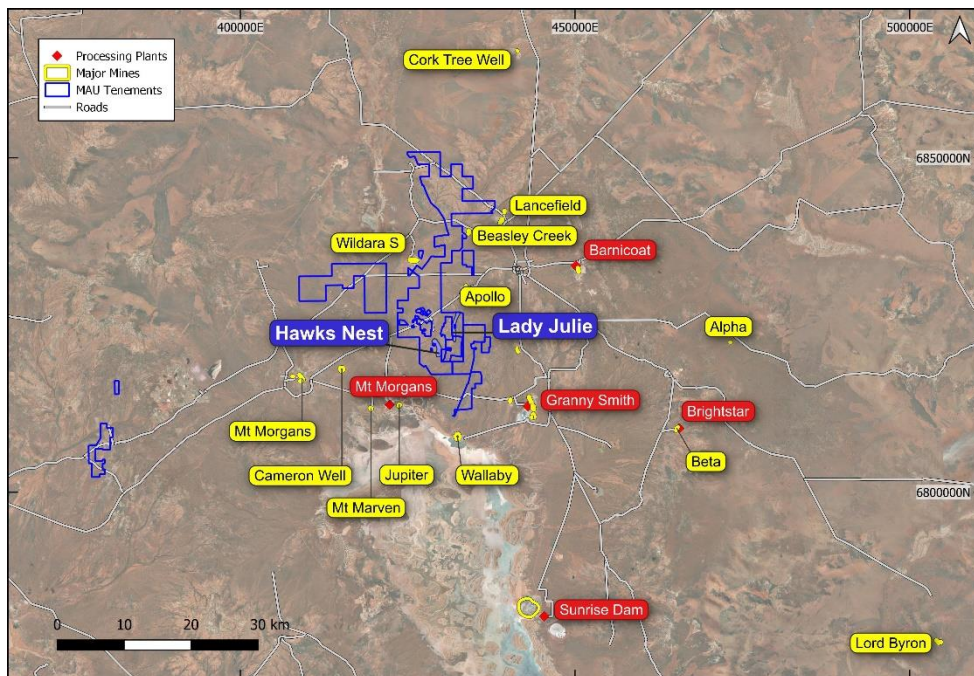 400000E
450000E
500000E
Processing Plants
Major Mines
MAU Tenements
Roads
Cork Tree Well
6850000N
Lancefield
Beasley Creek
Wildara S
Barnicoat
Apollo
Hawks Nest
Lady Julie
Alpha
Mt Morgans
Granny Smith
Brightstar
Mt Morgans
Cameron Well
Jupiter
Wallaby
Beta
Mt Marven
6800000N
Sunrise Dam
Lord Byron
0 10 20 30 km